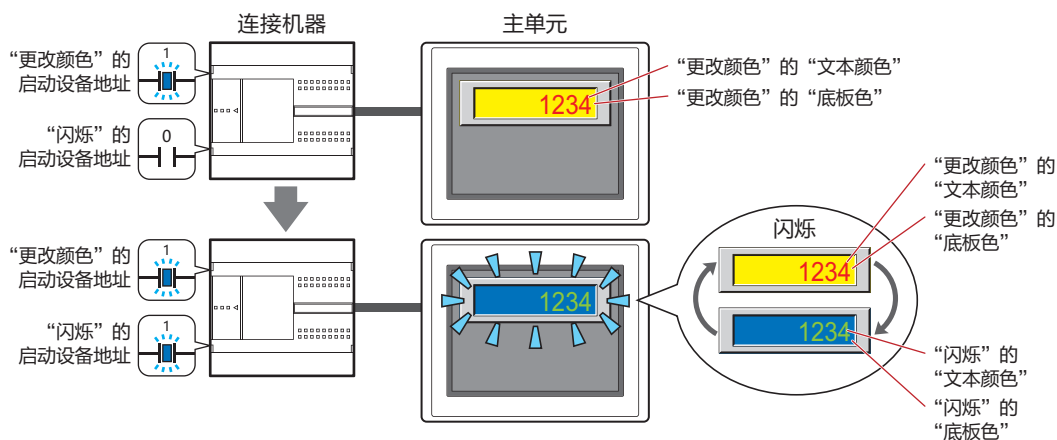 连接机器
主单元
“更改颜色”的
启动设备地址
1
“更改颜色”的“文本颜色”
1234
“更改颜色”的“底板色”
“闪烁”的
启动设备地址
0
“更改颜色”的
“文本颜色”
“更改颜色”的
“底板色”
闪烁
“更改颜色”的
启动设备地址
1
1234
1234
“闪烁”的
启动设备地址
1
1234
“闪烁”的
“文本颜色”
“闪烁”的
“底板色”